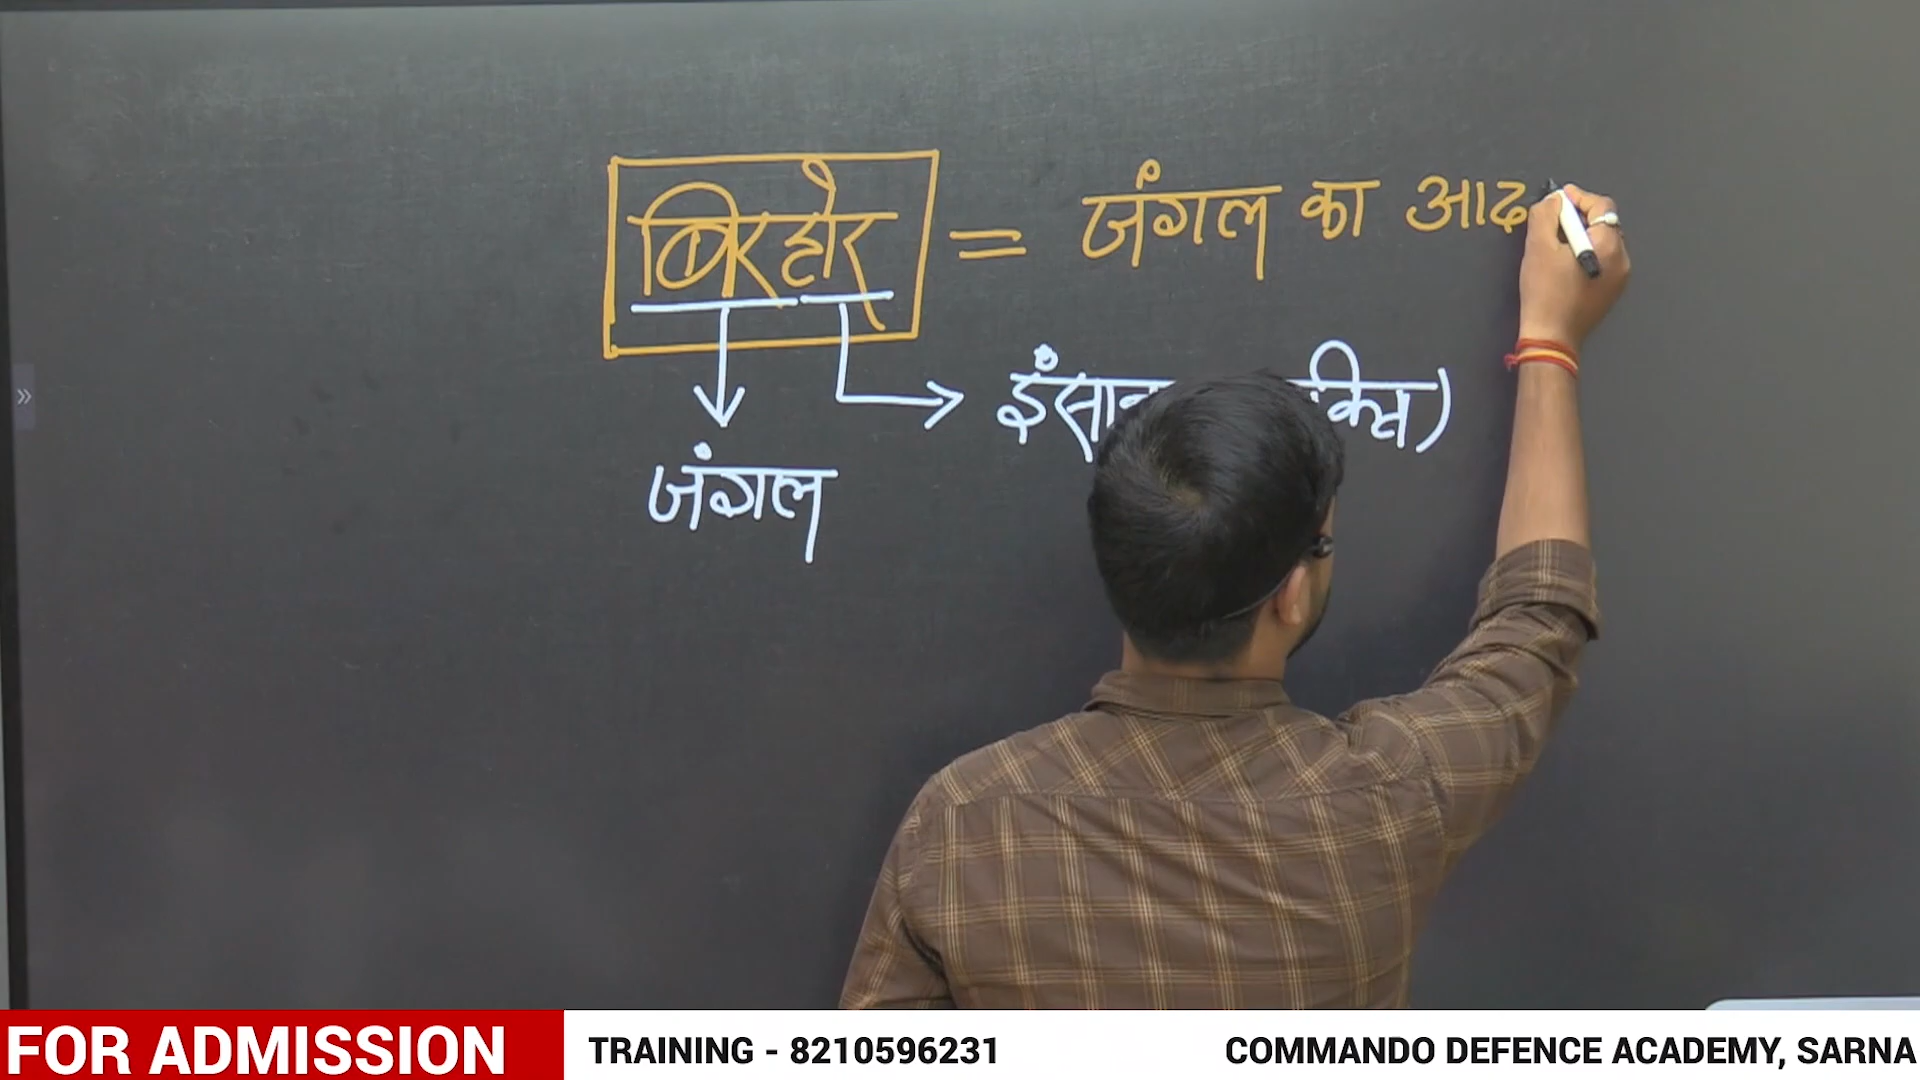 बिरहोर = जंगल का आद
इंसान
जंगल
FOR ADMISSION
TRAINING - 8210596231
COMMANDO DEFENCE ACADEMY, SARNA